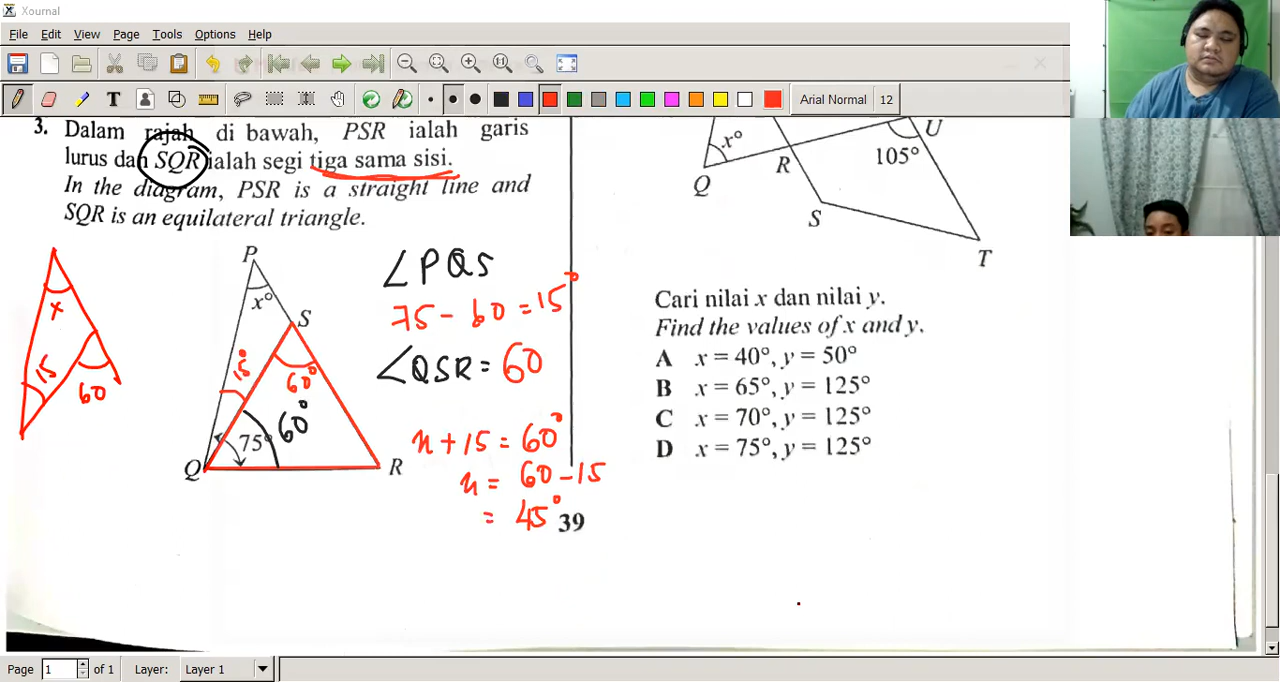 Xournal
File Edit View Page Tools Options Help
T Arial Normal 12
3. Dalam rajah di bawah, PSR ialah garis
lurus dan SQR ialah segi tiga sama sisi.
In the diagram, PSR is a straight line and
SQR is an equilateral triangle.
x
15
60
P
x°
S
15°
60°
60°
75°
Q
R
∠PQS
75 - 60 = 15°
∠QSR = 60
x + 15 = 60°
x = 60 - 15
= 45°
39
x°
Q
R
S
105°
U
T
Cari nilai x dan nilai y.
Find the values of x and y.
A x = 40°, y = 50°
B x = 65°, y = 125°
C x = 70°, y = 125°
D x = 75°, y = 125°
Page 1 of 1 Layer: Layer 1